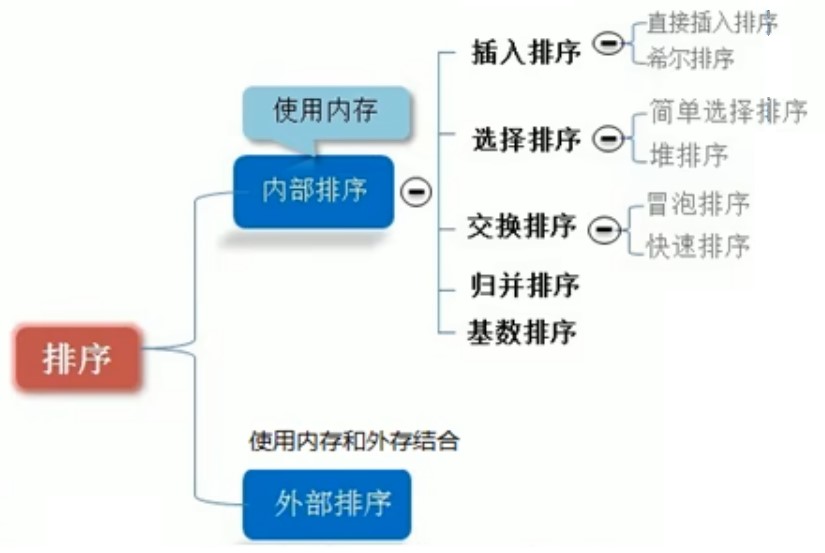 插入排序
直接插入排序
希尔排序
使用内存
选择排序
简单选择排序
堆排序
内部排序
交换排序
冒泡排序
快速排序
归并排序
基数排序
排序
使用内存和外存结合
外部排序